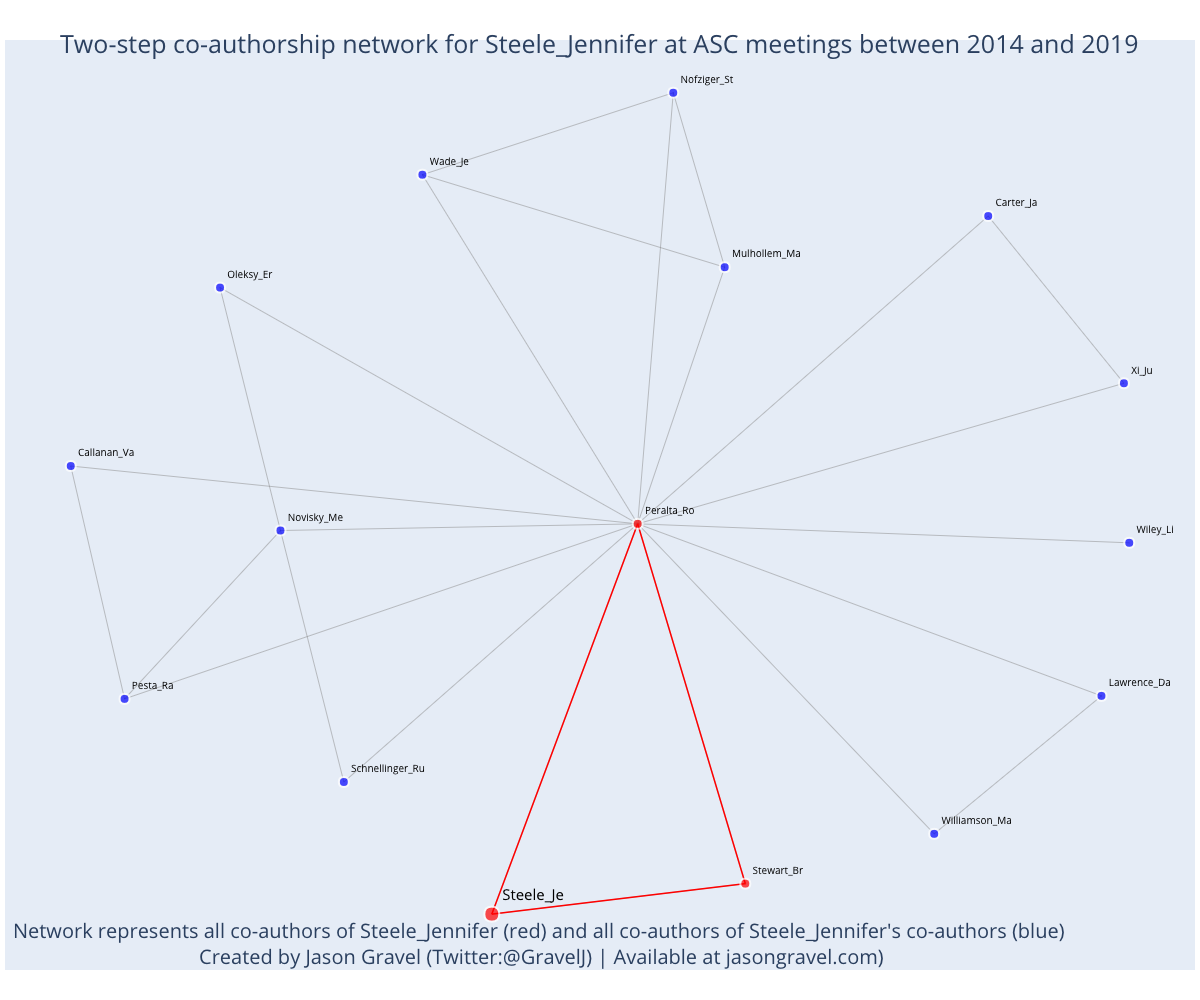 Two-step co-authorship network for Steele_Jennifer at ASC meetings between 2014 and 2019
Nofziger_St
Wade_Je
Carter_Ja
Mulhollem_Ma
Oleksy_Er
Xi_Ju
Callanan_Va
Peralta_Ro
Novisky_Me
Wiley_Li
Lawrence_Da
Pesta_Ra
Schnellinger_Ru
Williamson_Ma
Stewart_Br
Steele_Je
Network represents all co-authors of Steele_Jennifer (red) and all co-authors of Steele_Jennifer's co-authors (blue)
Created by Jason Gravel (Twitter:@GravelJ) | Available at jasongravel.com)